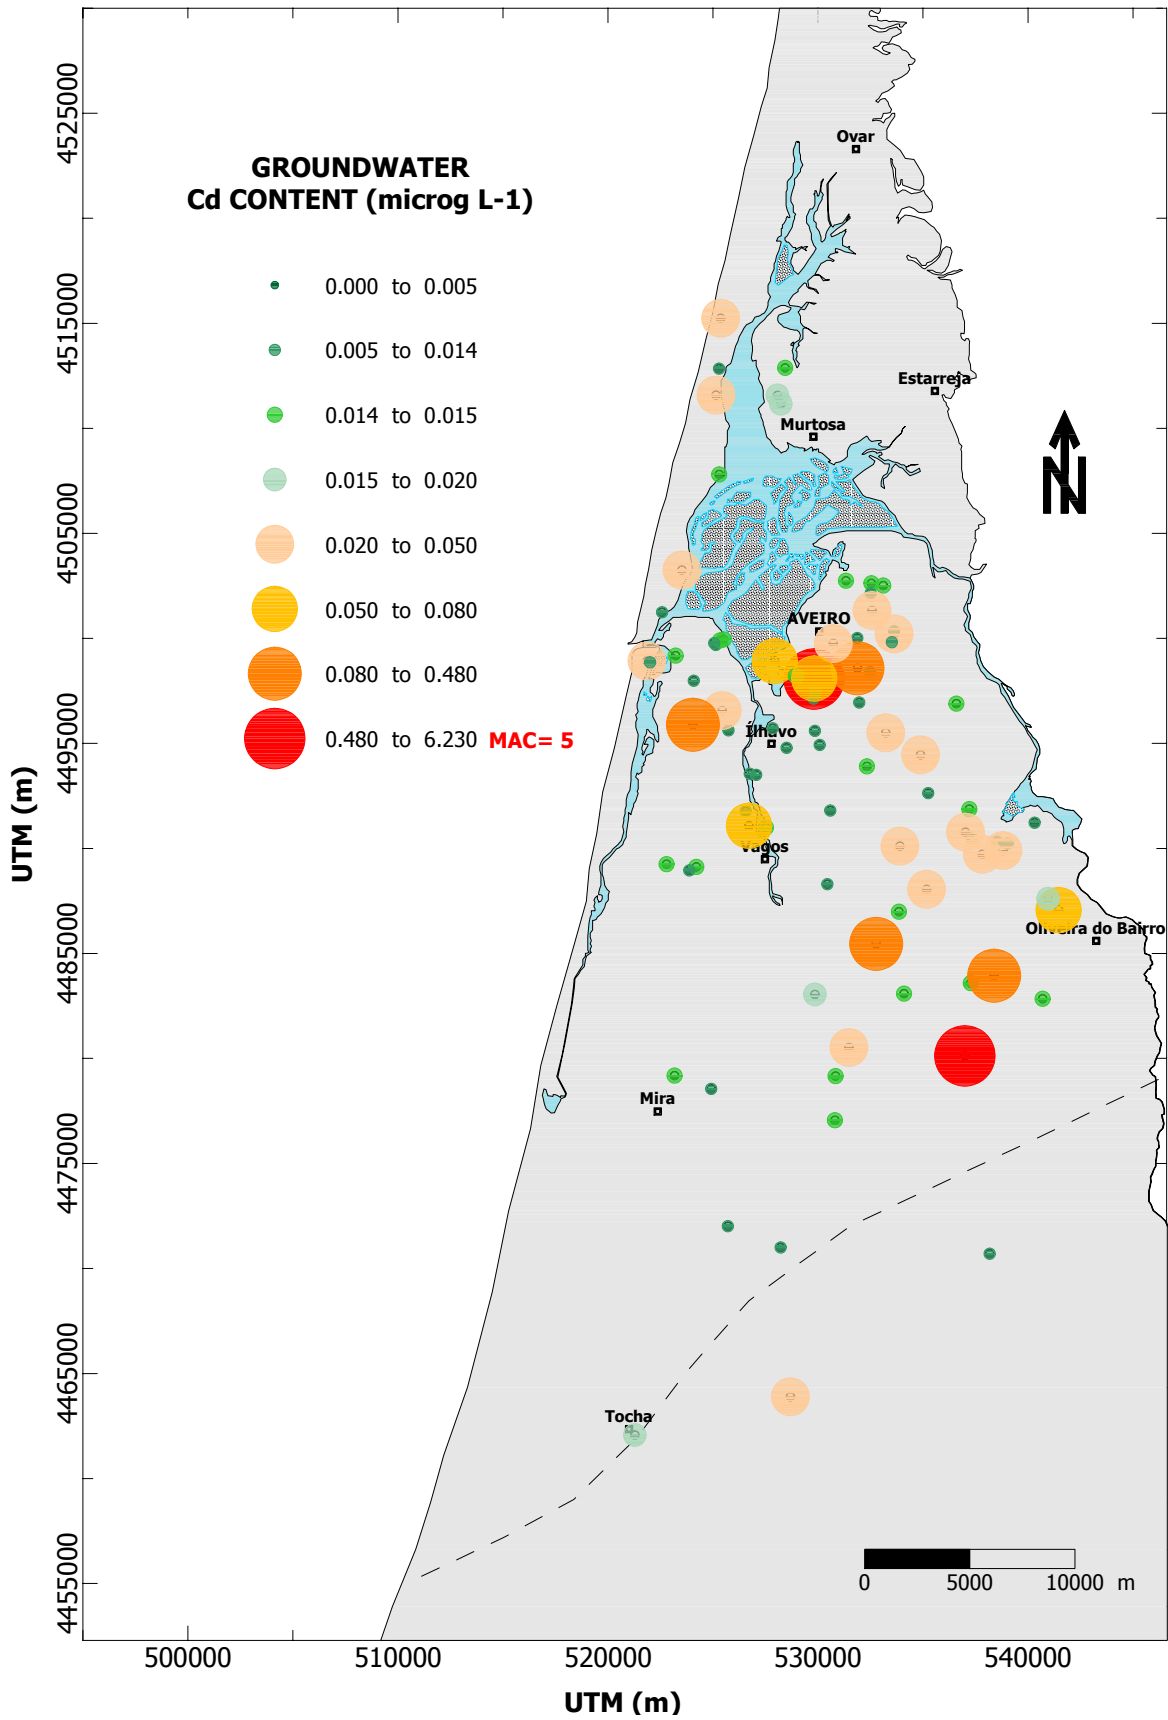 GROUNDWATER
Cd CONTENT (microg L-1)
0.000 to 0.005
0.005 to 0.014
0.014 to 0.015
0.015 to 0.020
0.020 to 0.050
0.050 to 0.080
0.080 to 0.480
0.480 to 6.230 MAC= 5
Ovar
Estarreja
Murtosa
N
AVEIRO
Ílhavo
Vagos
Oliveira do Bairro
Mira
Tocha
0 5000 10000 m
UTM (m)
4525000
4515000
4505000
4495000
4485000
4475000
4465000
4455000
500000 510000 520000 530000 540000
UTM (m)